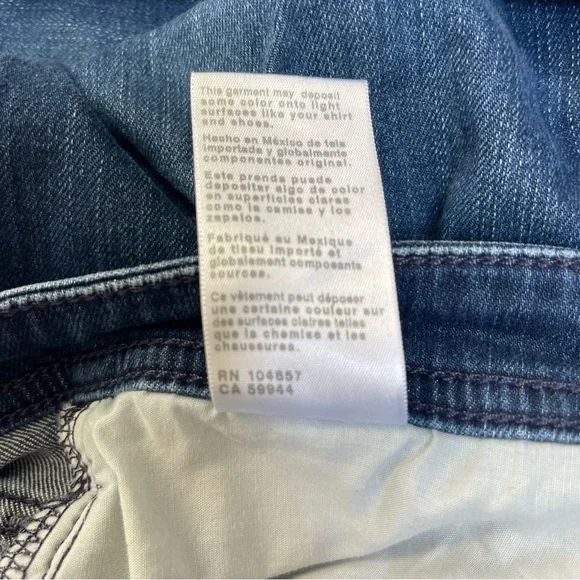 This garment may deposit
some color onto light
surfaces like your shirt
and shoes.
Hecho en México de tela
importada y globalmente
componentes original.
Este prenda puede
depositar algo de color
en superficies claras
como la camisa y los
zapatos.
Fabriqué au Mexique
de tissu importé et
globalement composants
sources.
Ce vêtement peut déposer
une certaine couleur sur
des surfaces claires telles
que la chemise et les
chaussures.
RN 104657
CA 59944